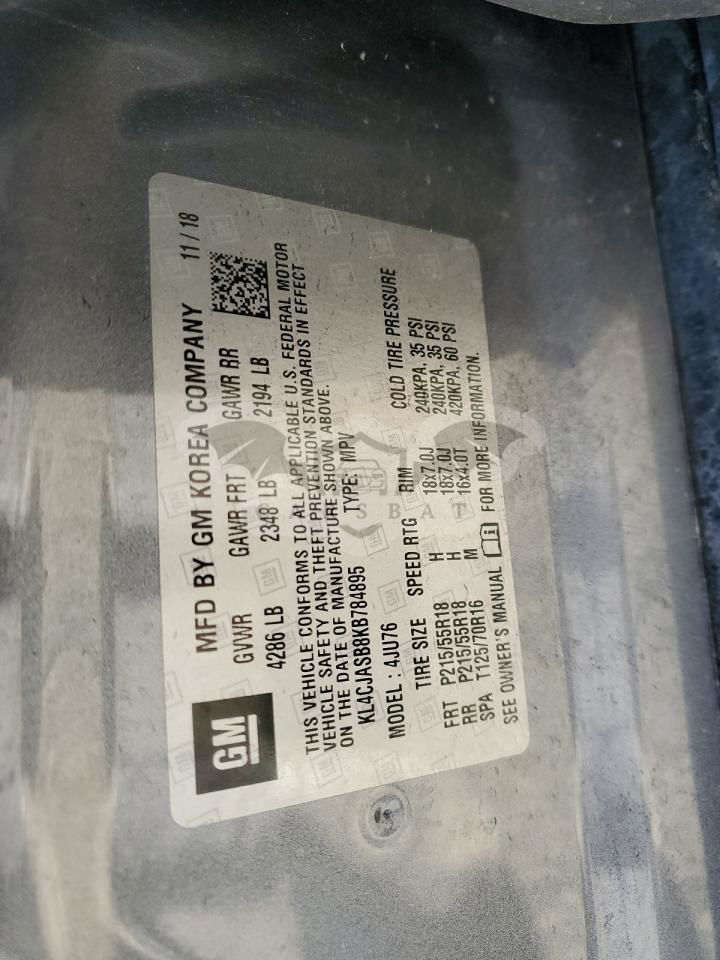 GM
MFD BY GM KOREA COMPANY 11/18
GVWR GAWR FRT GAWR RR
4286 LB 2348 LB 2194 LB
THIS VEHICLE CONFORMS TO ALL APPLICABLE U.S. FEDERAL MOTOR
VEHICLE SAFETY AND THEFT PREVENTION STANDARDS IN EFFECT
ON THE DATE OF MANUFACTURE SHOWN ABOVE.
KL4CJASB8KB784895 TYPE: MPV
MODEL : 4JU76
TIRE SIZE SPEED RTG RIM COLD TIRE PRESSURE
FRT P215/55R18 H 18x7.0J 240KPA, 35 PSI
RR P215/55R18 H 18x7.0J 240KPA, 35 PSI
SPA T125/70R16 M 16x4.0T 420KPA, 60 PSI
SEE OWNER'S MANUAL FOR MORE INFORMATION.